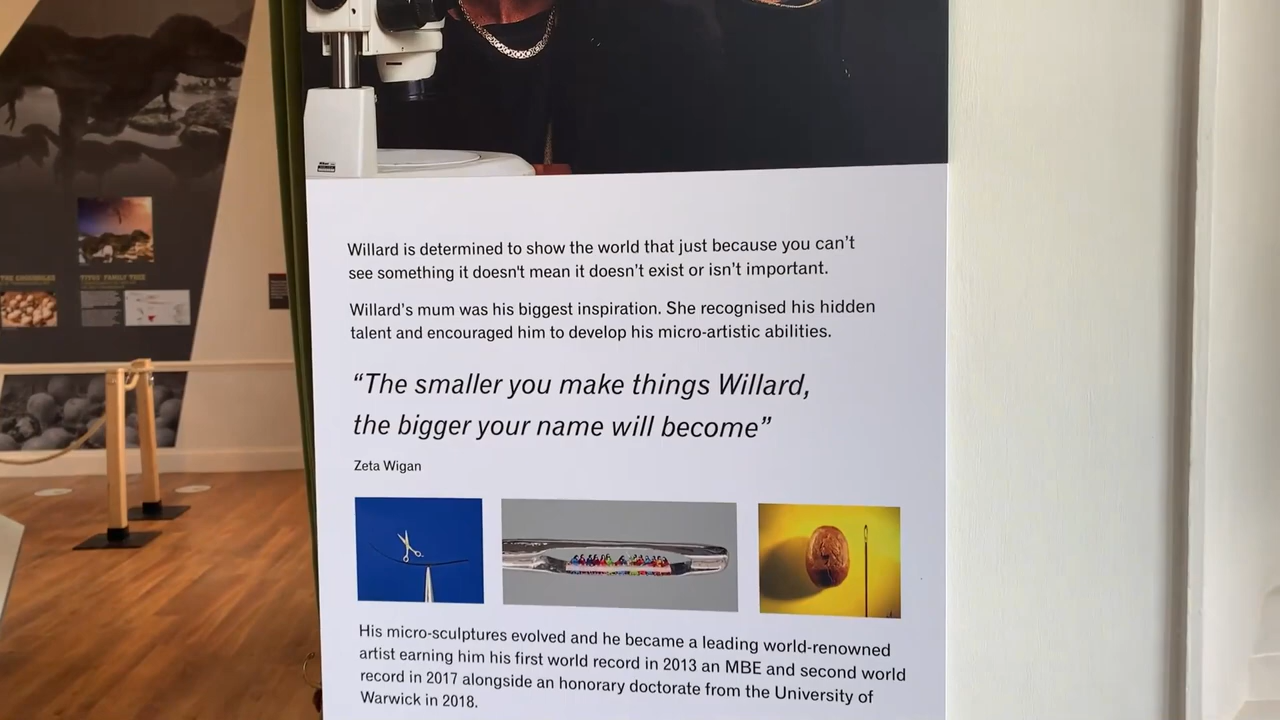 Willard is determined to show the world that just because you can't
see something it doesn't mean it doesn't exist or isn't important.
Willard's mum was his biggest inspiration. She recognised his hidden
talent and encouraged him to develop his micro-artistic abilities.
“The smaller you make things Willard,
the bigger your name will become”
Zeta Wigan
His micro-sculptures evolved and he became a leading world-renowned
artist earning him his first world record in 2013 an MBE and second world
record in 2017 alongside an honorary doctorate from the University of
Warwick in 2018.